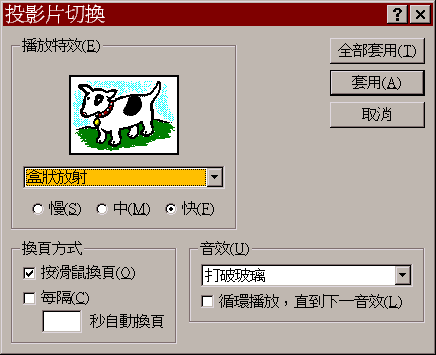 投影片切換
播放特效(E)
全部套用(T)
套用(A)
取消
盒狀放射
慢(S) 中(M) 快(F)
換頁方式
按滑鼠換頁(O)
每隔(C)
秒自動換頁
音效(U)
打破玻璃
循環播放，直到下一音效(L)